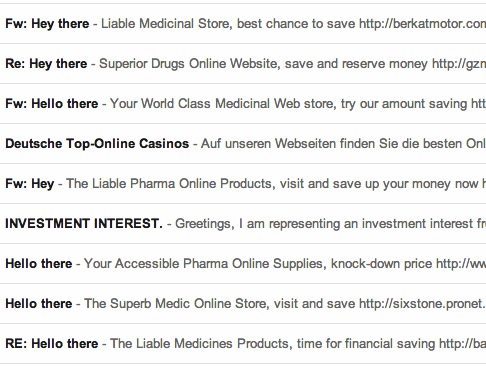 Fw: Hey there - Liable Medicinal Store, best chance to save http://berkatmotor.com
Re: Hey there - Superior Drugs Online Website, save and reserve money http://gzm
Fw: Hello there - Your World Class Medicinal Web store, try our amount saving htt
Deutsche Top-Online Casinos - Auf unseren Webseiten finden Sie die besten Onl
Fw: Hey - The Liable Pharma Online Products, visit and save up your money now h
INVESTMENT INTEREST. - Greetings, I am representing an investment interest fr
Hello there - Your Accessible Pharma Online Supplies, knock-down price http://ww
Hello there - The Superb Medic Online Store, visit and save http://sixstone.pronet.
RE: Hello there - The Liable Medicines Products, time for financial saving http://ba